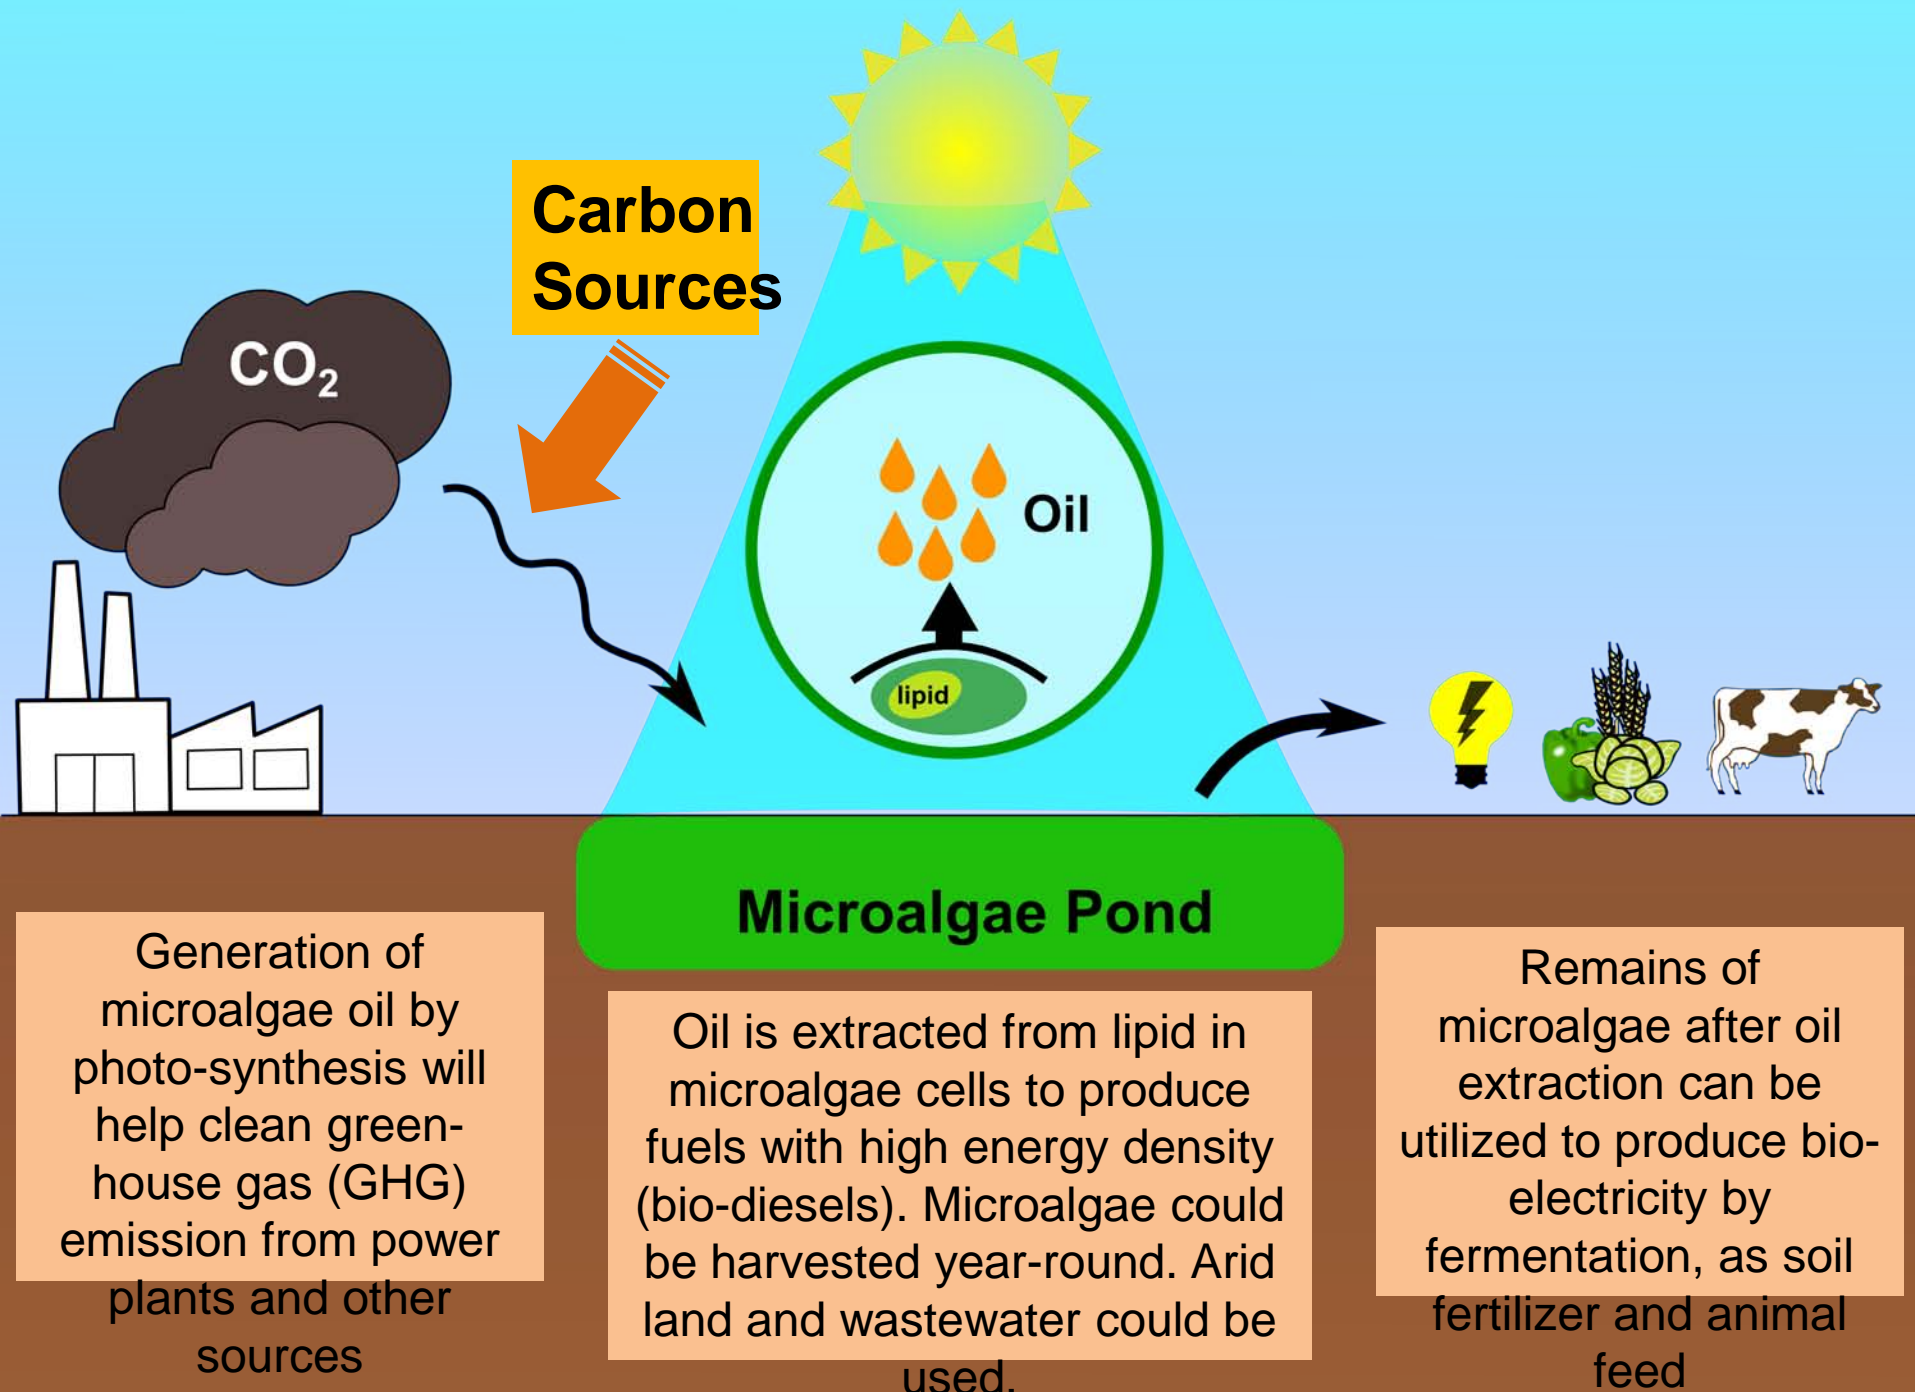 Carbon
Sources
CO₂
Oil
lipid
Microalgae Pond
Generation of
microalgae oil by
photo-synthesis will
help clean green-
house gas (GHG)
emission from power
plants and other
sources
Oil is extracted from lipid in
microalgae cells to produce
fuels with high energy density
(bio-diesels). Microalgae could
be harvested year-round. Arid
land and wastewater could be
used.
Remains of
microalgae after oil
extraction can be
utilized to produce bio-
electricity by
fermentation, as soil
fertilizer and animal
feed